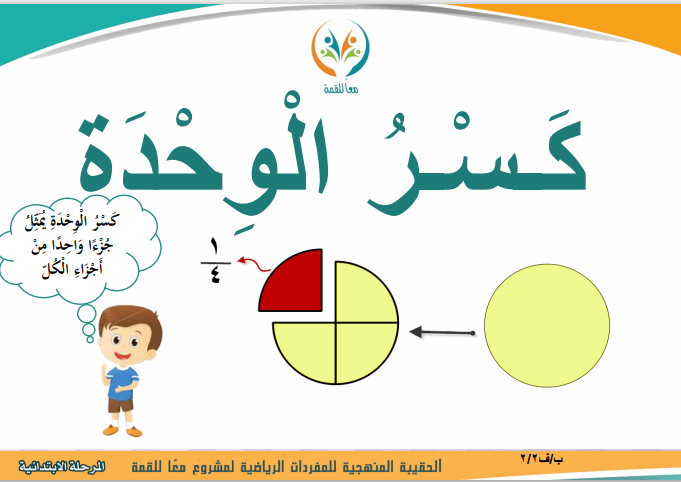 معا للقمة
كَسْرُ الْوِحْدَة
كَسْرُ الْوِحْدَةِ يُمَثِّلُ
جُزْءًا وَاحِدًا مِنْ
أَجْزَاءِ الْكُلّ
١
٤
ب/ف٢/٢
الحقيبة المنهجية للمفردات الرياضية لمشروع معًا للقمة
المرحلة الابتدائية